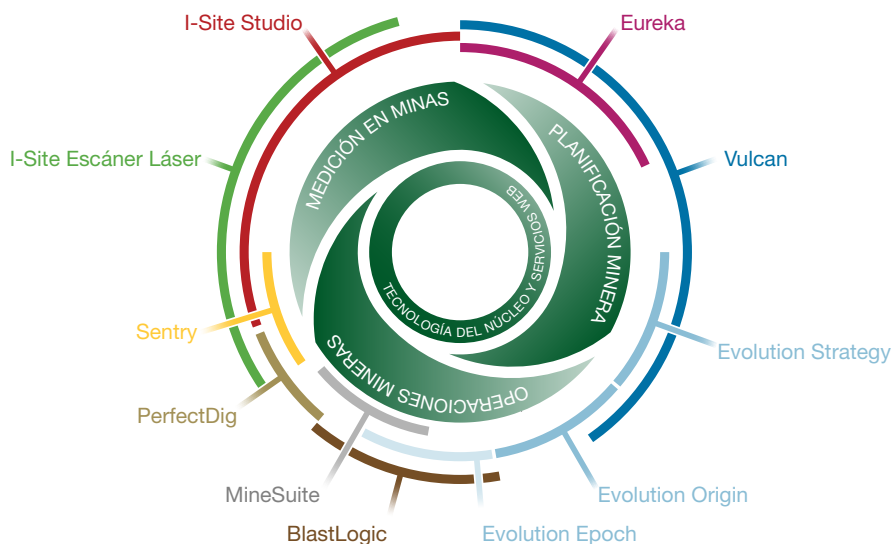 I-Site Studio
Eureka
I-Site Escáner Láser
Vulcan
MEDICIÓN EN MINAS
PLANIFICACIÓN MINERA
TECNOLOGÍA DEL NÚCLEO Y SERVICIOS WEB
OPERACIONES MINERAS
Sentry
Evolution Strategy
PerfectDig
MineSuite
Evolution Origin
BlastLogic
Evolution Epoch